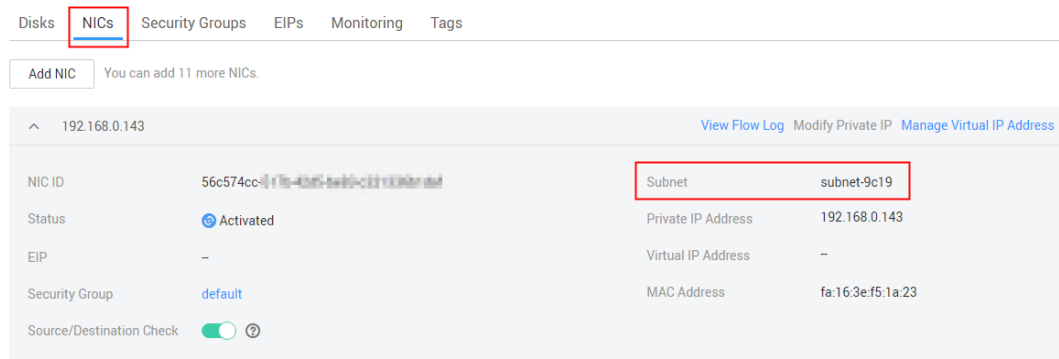 Disks NICs Security Groups EIPs Monitoring Tags
Add NIC You can add 11 more NICs.
192.168.0.143 View Flow Log Modify Private IP Manage Virtual IP Address
NIC ID 56c574cc- Subnet subnet-9c19
Status Activated Private IP Address 192.168.0.143
EIP -- Virtual IP Address --
Security Group default MAC Address fa:16:3e:f5:1a:23
Source/Destination Check